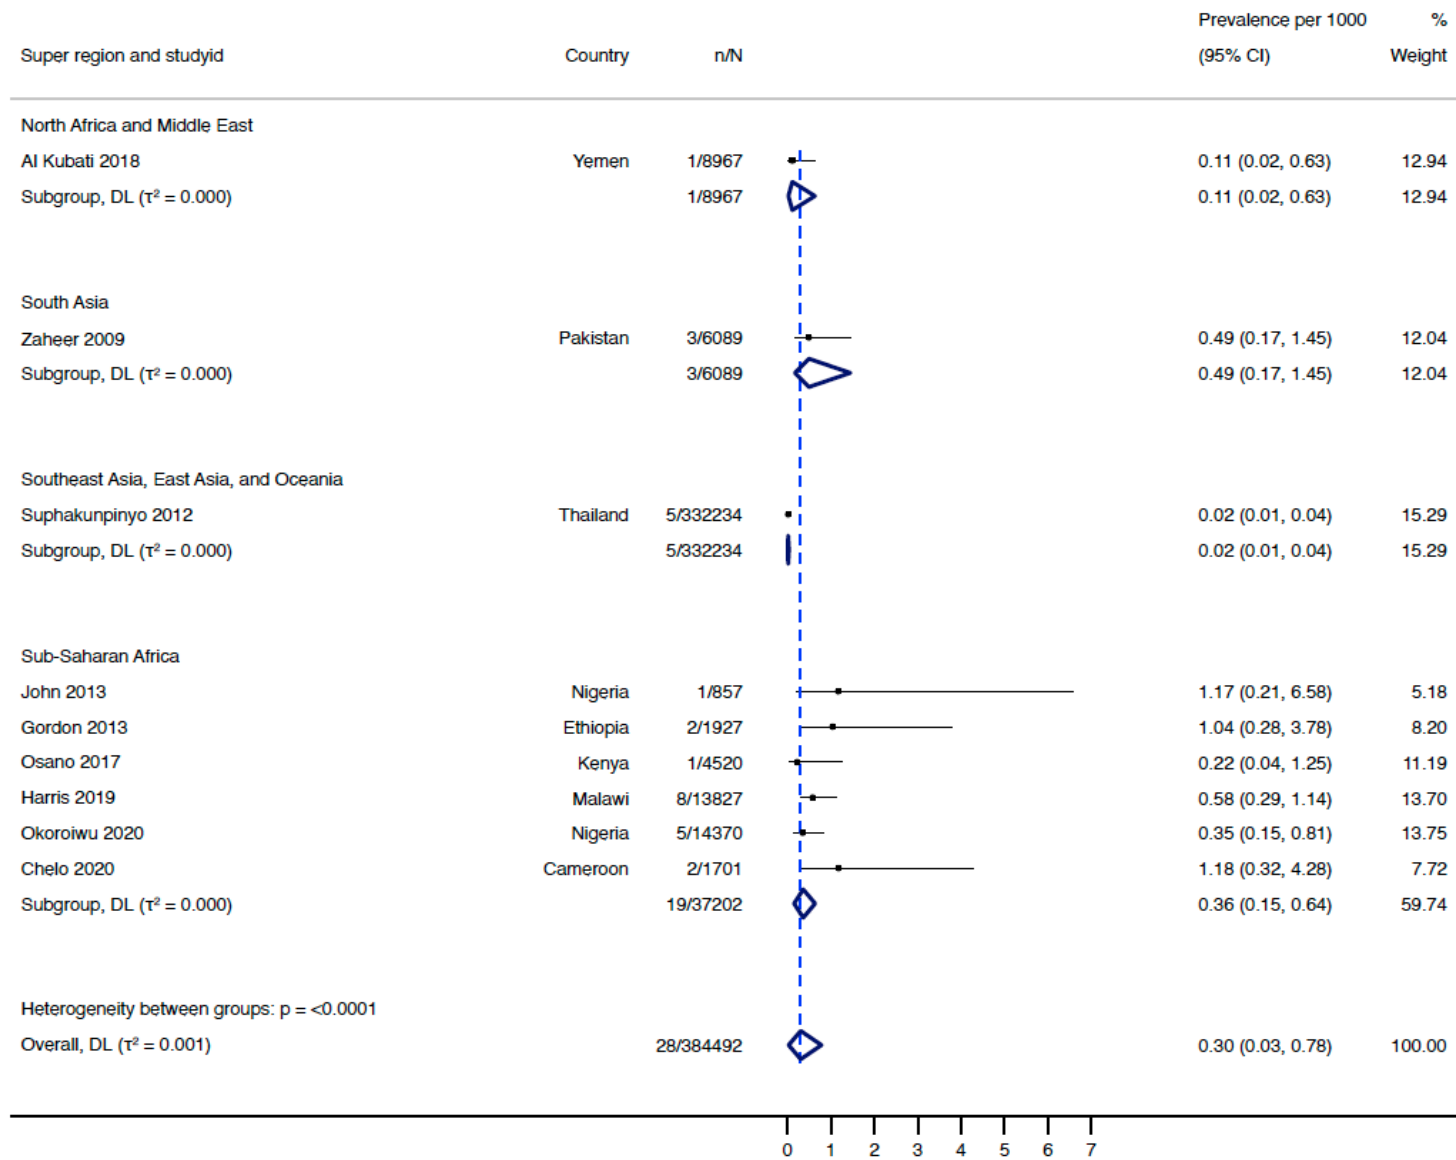 Prevalence per 1000 %
Super region and studyid Country n/N (95% CI) Weight
North Africa and Middle East
Al Kubati 2018 Yemen 1/8967 0.11 (0.02, 0.63) 12.94
Subgroup, DL (τ² = 0.000) 1/8967 0.11 (0.02, 0.63) 12.94
South Asia
Zaheer 2009 Pakistan 3/6089 0.49 (0.17, 1.45) 12.04
Subgroup, DL (τ² = 0.000) 3/6089 0.49 (0.17, 1.45) 12.04
Southeast Asia, East Asia, and Oceania
Suphakunpinyo 2012 Thailand 5/332234 0.02 (0.01, 0.04) 15.29
Subgroup, DL (τ² = 0.000) 5/332234 0.02 (0.01, 0.04) 15.29
Sub-Saharan Africa
John 2013 Nigeria 1/857 1.17 (0.21, 6.58) 5.18
Gordon 2013 Ethiopia 2/1927 1.04 (0.28, 3.78) 8.20
Osano 2017 Kenya 1/4520 0.22 (0.04, 1.25) 11.19
Harris 2019 Malawi 8/13827 0.58 (0.29, 1.14) 13.70
Okoroiwu 2020 Nigeria 5/14370 0.35 (0.15, 0.81) 13.75
Chelo 2020 Cameroon 2/1701 1.18 (0.32, 4.28) 7.72
Subgroup, DL (τ² = 0.000) 19/37202 0.36 (0.15, 0.64) 59.74
Heterogeneity between groups: p = <0.0001
Overall, DL (τ² = 0.001) 28/384492 0.30 (0.03, 0.78) 100.00
0 1 2 3 4 5 6 7